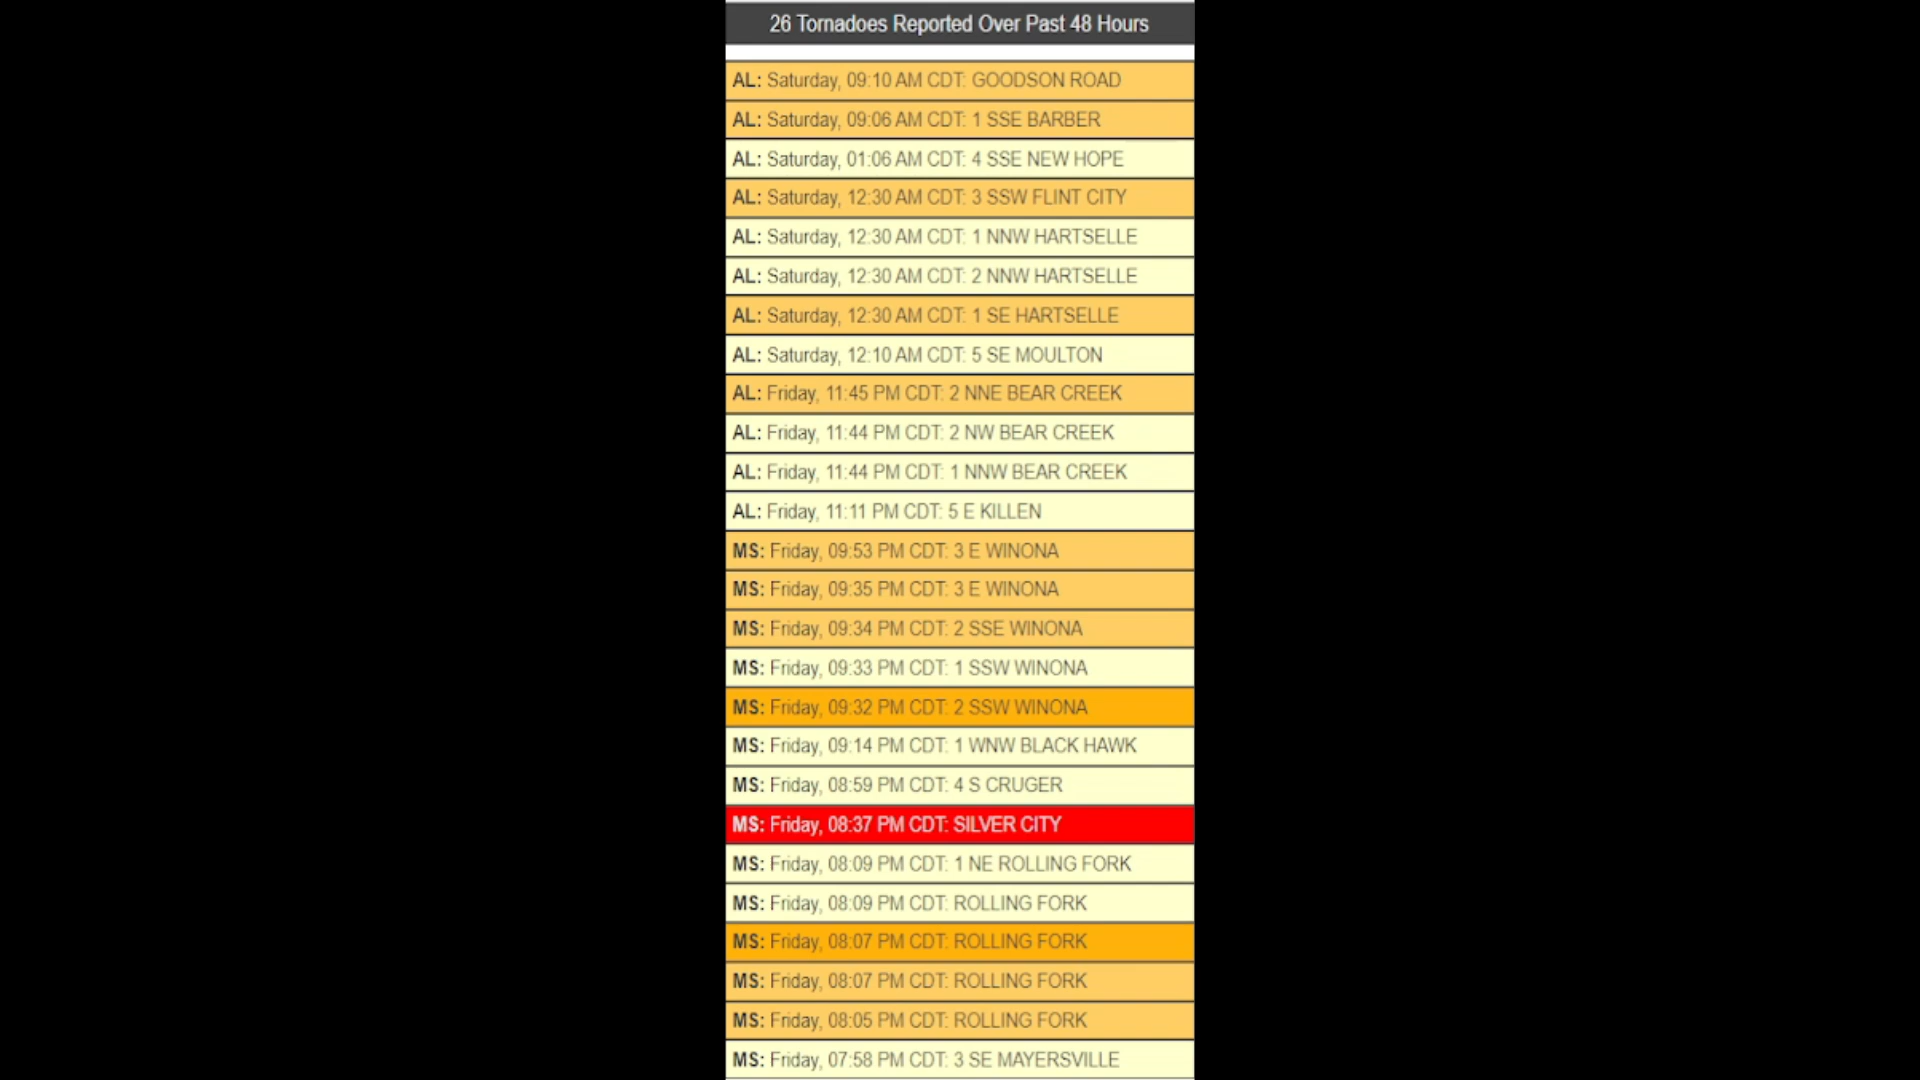 26 Tornadoes Reported Over Past 48 Hours
AL: Saturday, 09:10 AM CDT: GOODSON ROAD
AL: Saturday, 09:06 AM CDT: 1 SSE BARBER
AL: Saturday, 01:06 AM CDT: 4 SSE NEW HOPE
AL: Saturday, 12:30 AM CDT: 3 SSW FLINT CITY
AL: Saturday, 12:30 AM CDT: 1 NNW HARTSELLE
AL: Saturday, 12:30 AM CDT: 2 NNW HARTSELLE
AL: Saturday, 12:30 AM CDT: 1 SE HARTSELLE
AL: Saturday, 12:10 AM CDT: 5 SE MOULTON
AL: Friday, 11:45 PM CDT: 2 NNE BEAR CREEK
AL: Friday, 11:44 PM CDT: 2 NW BEAR CREEK
AL: Friday, 11:44 PM CDT: 1 NNW BEAR CREEK
AL: Friday, 11:11 PM CDT: 5 E KILLEN
MS: Friday, 09:53 PM CDT: 3 E WINONA
MS: Friday, 09:35 PM CDT: 3 E WINONA
MS: Friday, 09:34 PM CDT: 2 SSE WINONA
MS: Friday, 09:33 PM CDT: 1 SSW WINONA
MS: Friday, 09:32 PM CDT: 2 SSW WINONA
MS: Friday, 09:14 PM CDT: 1 WNW BLACK HAWK
MS: Friday, 08:59 PM CDT: 4 S CRUGER
MS: Friday, 08:37 PM CDT: SILVER CITY
MS: Friday, 08:09 PM CDT: 1 NE ROLLING FORK
MS: Friday, 08:09 PM CDT: ROLLING FORK
MS: Friday, 08:07 PM CDT: ROLLING FORK
MS: Friday, 08:07 PM CDT: ROLLING FORK
MS: Friday, 08:05 PM CDT: ROLLING FORK
MS: Friday, 07:58 PM CDT: 3 SE MAYERSVILLE